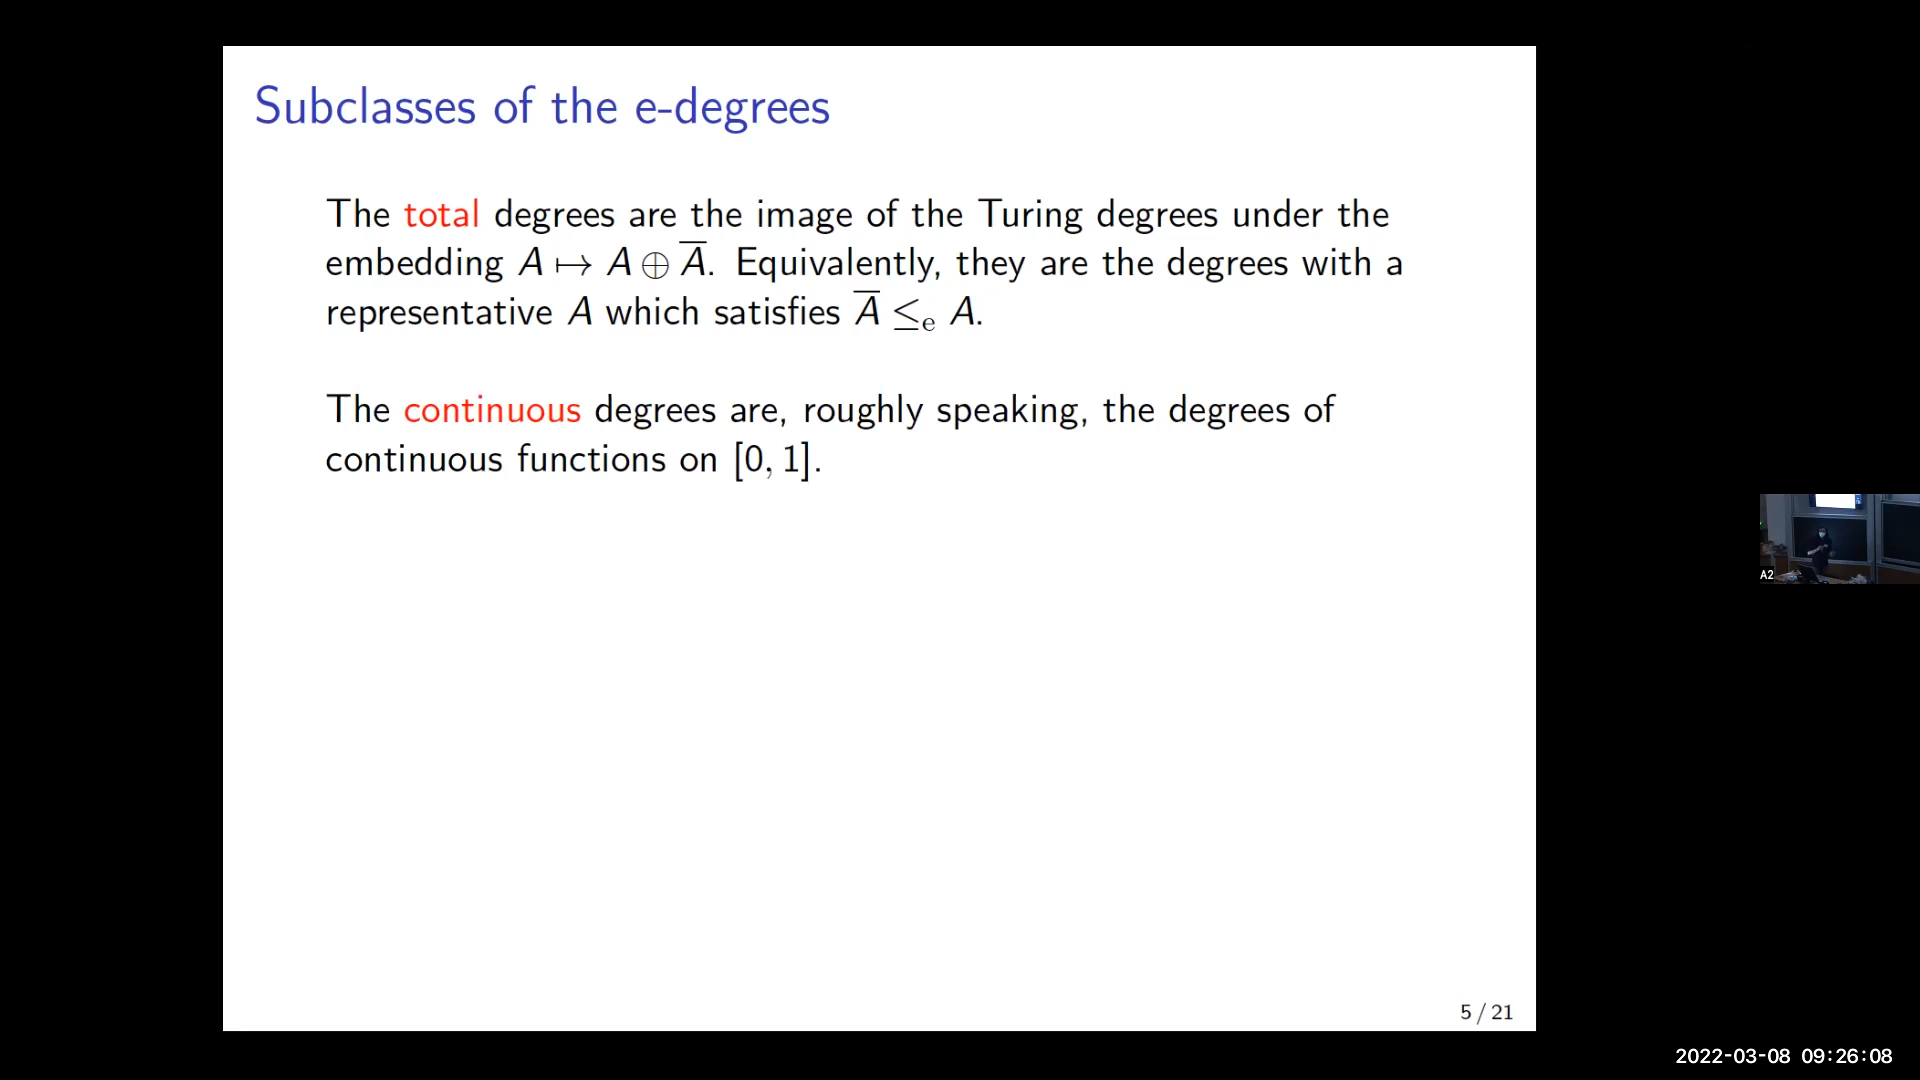 Subclasses of the e-degrees
The total degrees are the image of the Turing degrees under the
embedding A ↦ A ⊕ A̅. Equivalently, they are the degrees with a
representative A which satisfies A̅ ≤ₑ A.
The continuous degrees are, roughly speaking, the degrees of
continuous functions on [0, 1].
A2
5 / 21
2022-03-08 09:26:08